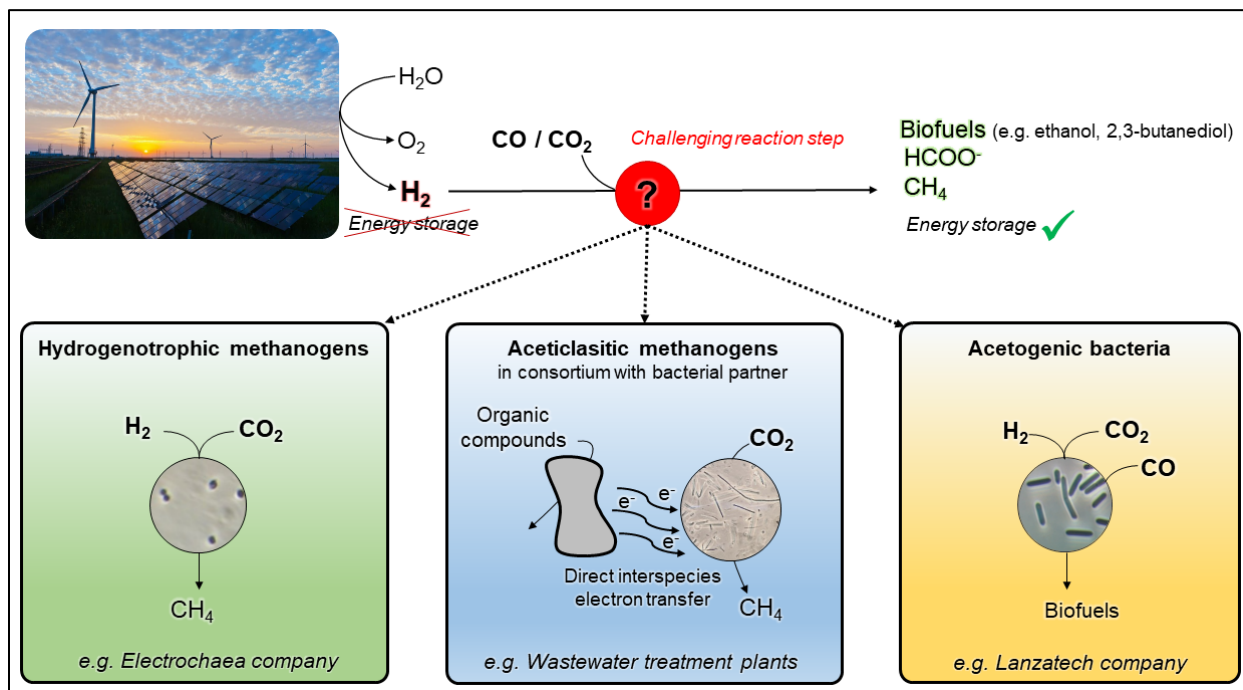 H₂O
O₂
H₂
Energy storage
CO / CO₂
Challenging reaction step
?
Biofuels (e.g. ethanol, 2,3-butanediol)
HCOO⁻
CH₄
Energy storage ✓
Hydrogenotrophic methanogens
H₂
CO₂
CH₄
e.g. Electrochaea company
Aceticlasitic methanogens
in consortium with bacterial partner
Organic
compounds
CO₂
e⁻
e⁻
e⁻
Direct interspecies
electron transfer
CH₄
e.g. Wastewater treatment plants
Acetogenic bacteria
H₂
CO₂
CO
Biofuels
e.g. Lanzatech company